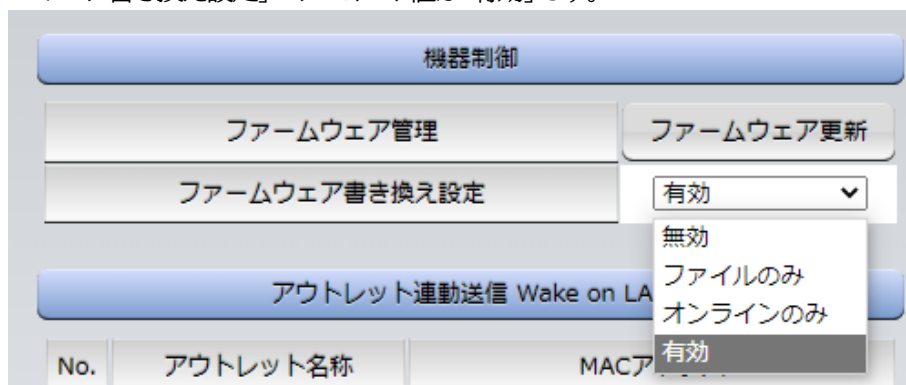 機器制御
ファームウェア管理 ファームウェア更新
ファームウェア書き換え設定 有効
無効
ファイルのみ
オンラインのみ
有効
アウトレット連動送信 Wake on LA
No. アウトレット名称 MAC